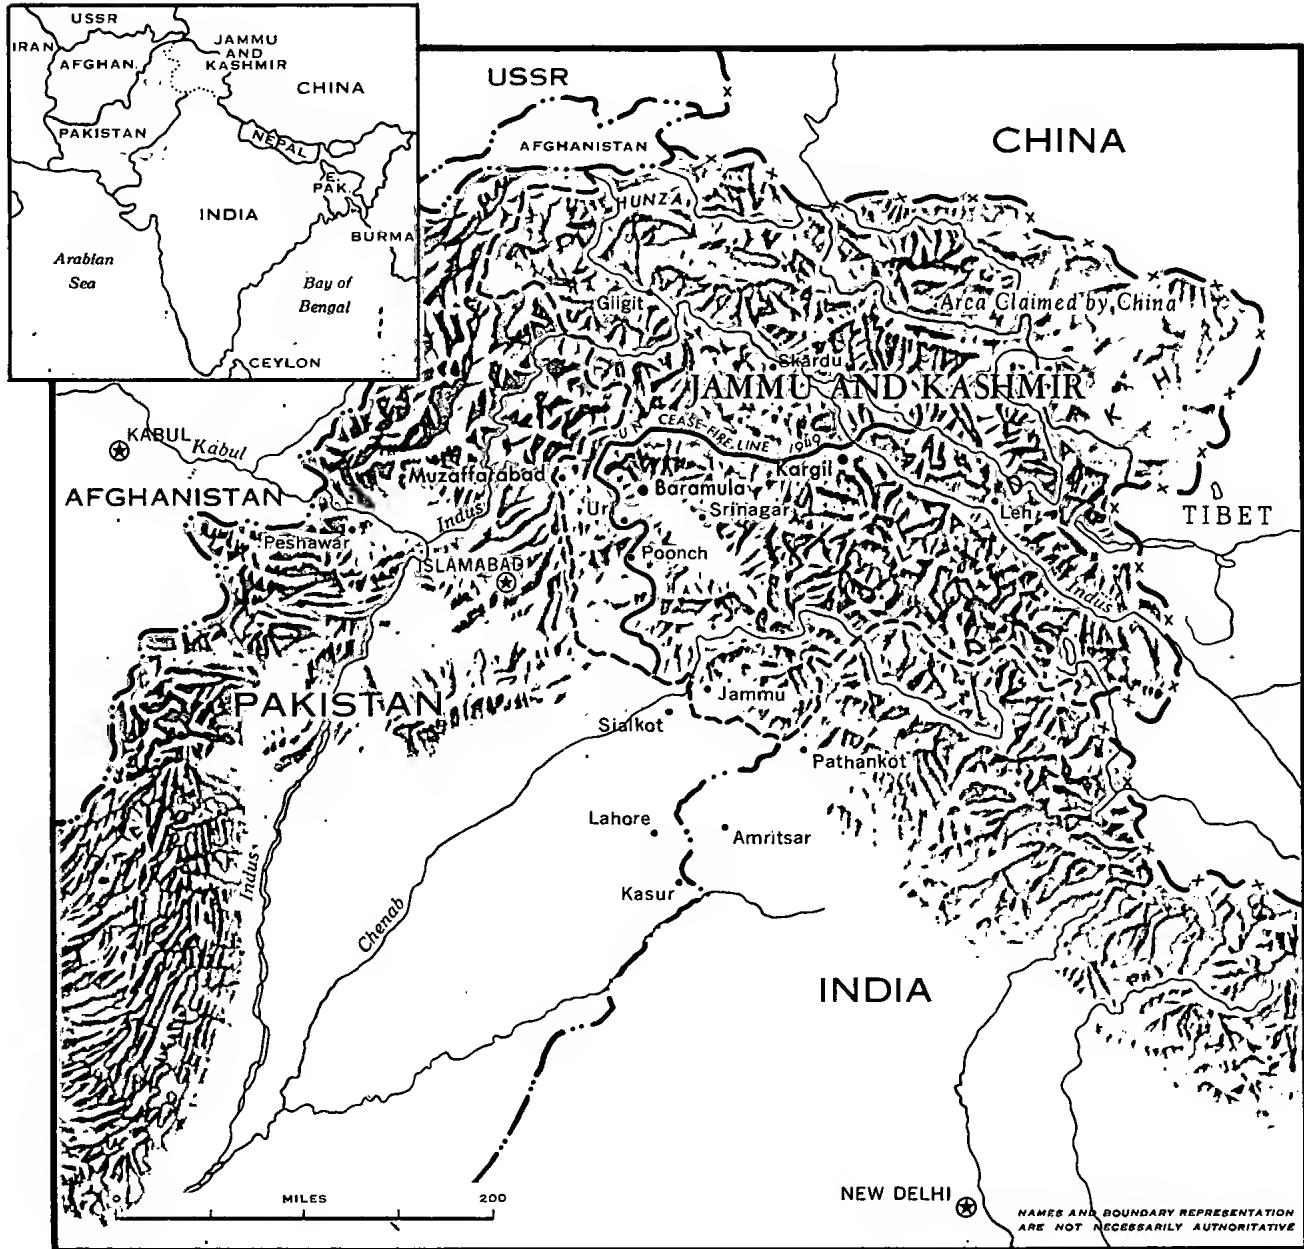 USSR
IRAN
AFGHAN.
JAMMU
AND
KASHMIR
CHINA
PAKISTAN
NEPAL
E.
PAK.
INDIA
BURMA
Arabian
Sea
Bay of
Bengal
CEYLON
USSR
AFGHANISTAN
CHINA
HUNZA
Giigit
Arca Claimed by China
Skardu
JAMMU AND KASHMIR
U N CEASE-FIRE LINE 1949
KABUL
Kabul
Muzaffarabad
Kargil
Baramula
AFGHANISTAN
Indus
Uri
Srinagar
L A D A K H
Leh
TIBET
Peshawar
ISLAMABAD
Poonch
Indus
PAKISTAN
Jammu
Sialkot
Pathankot
Lahore
Amritsar
Indus
Kasur
Chenab
INDIA
NEW DELHI
0 MILES 200
NAMES AND BOUNDARY REPRESENTATION
ARE NOT NECESSARILY AUTHORITATIVE